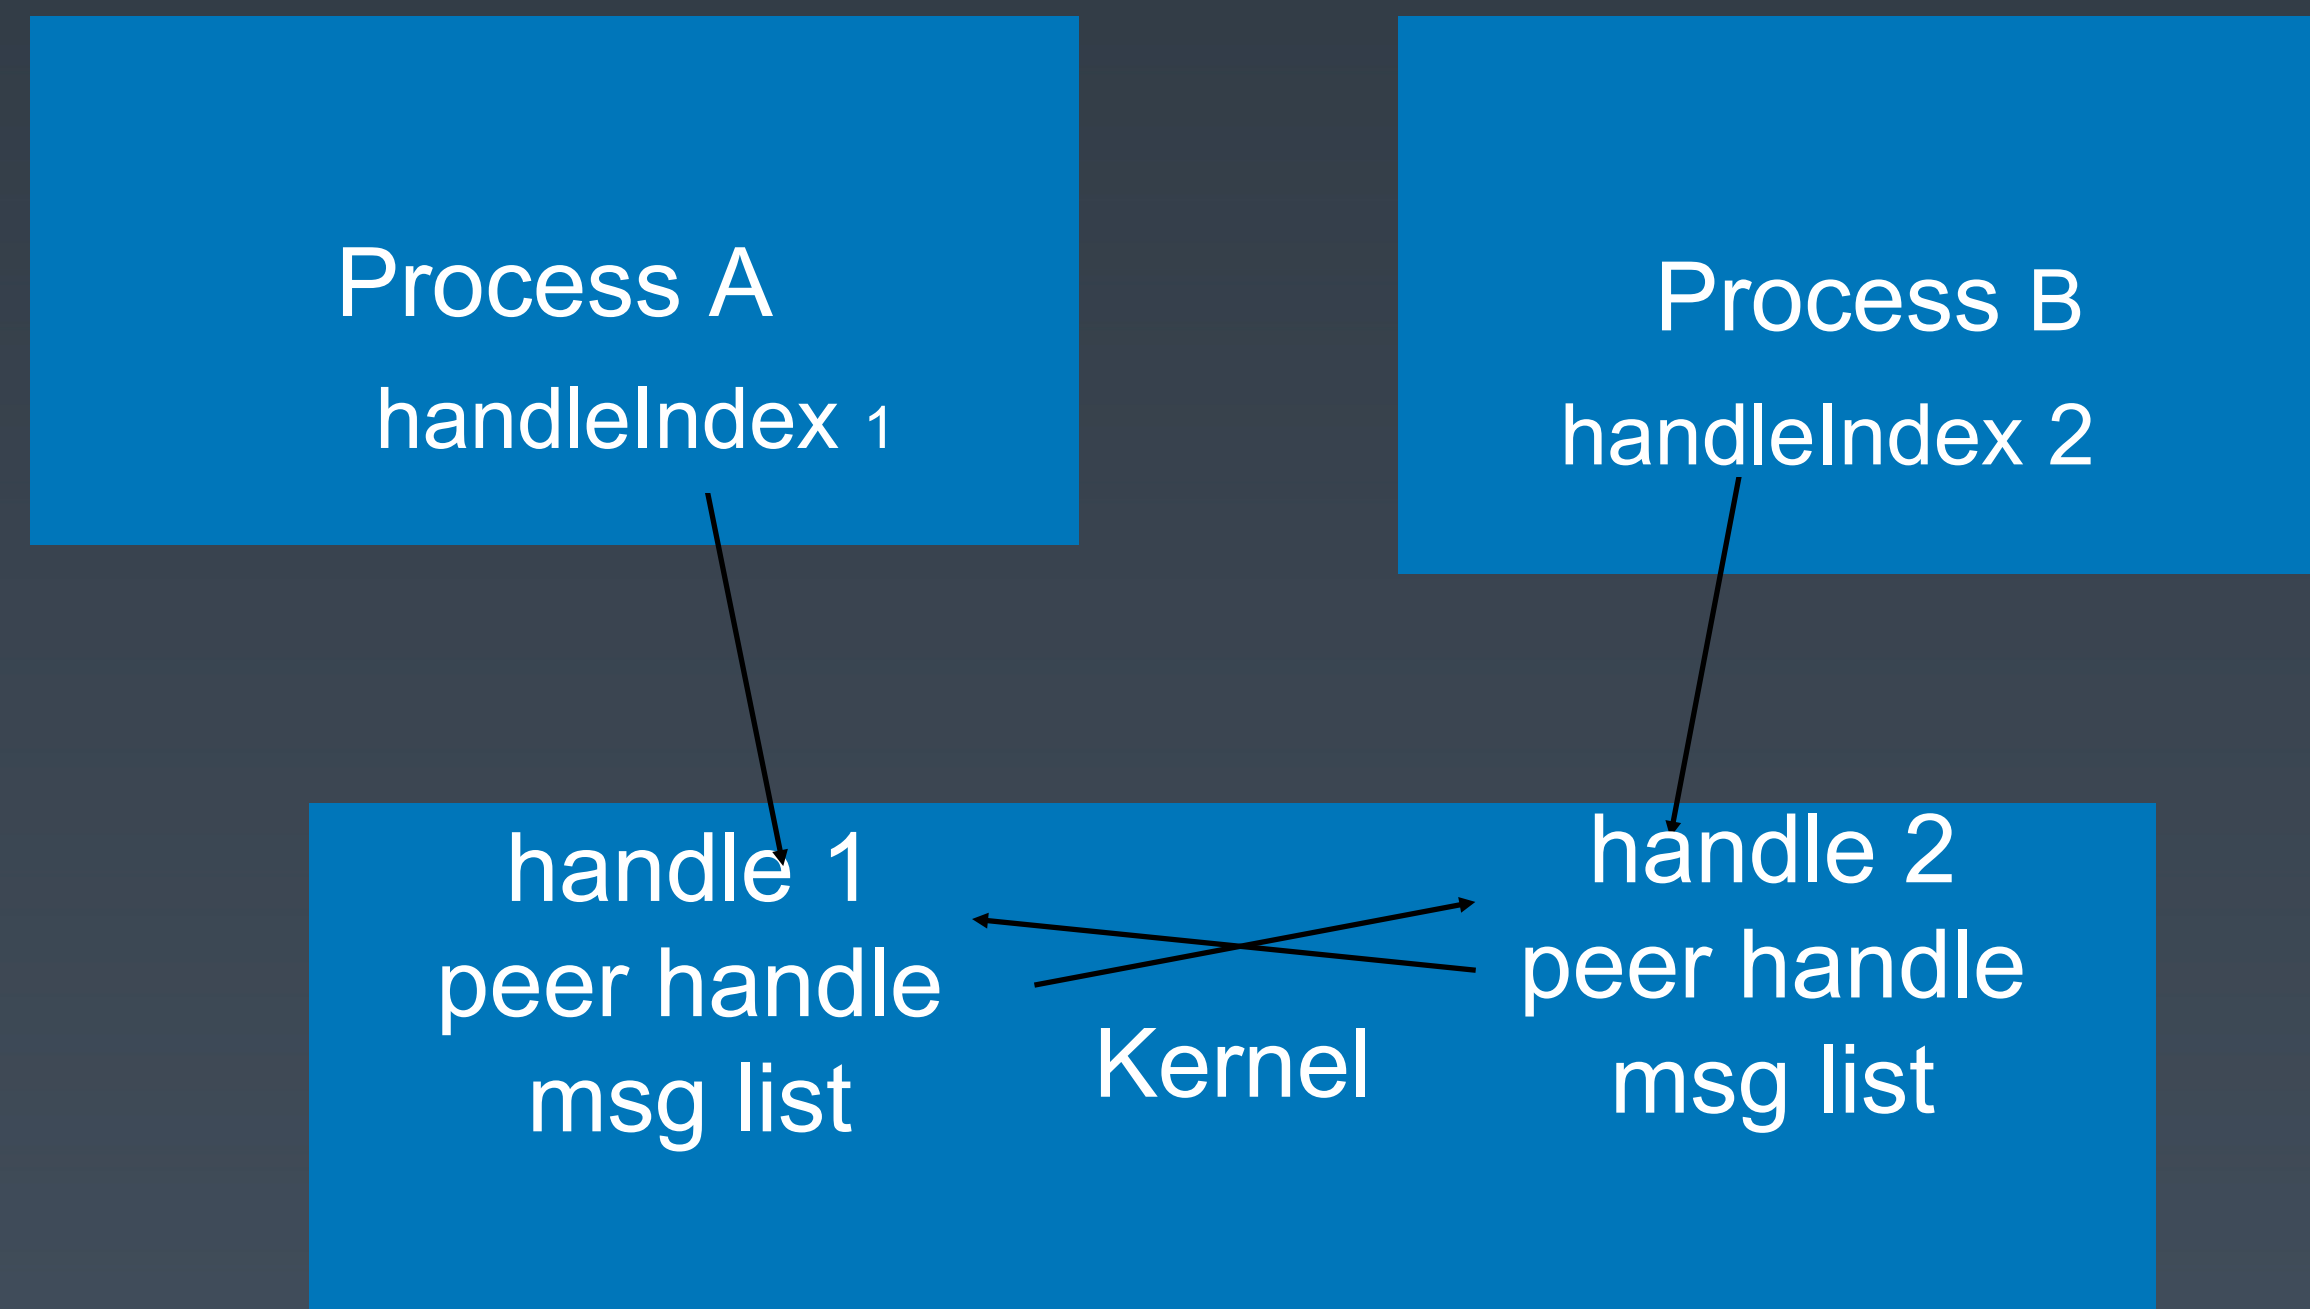 Process A
handleIndex 1
Process B
handleIndex 2
handle 1
peer handle
msg list
Kernel
handle 2
peer handle
msg list